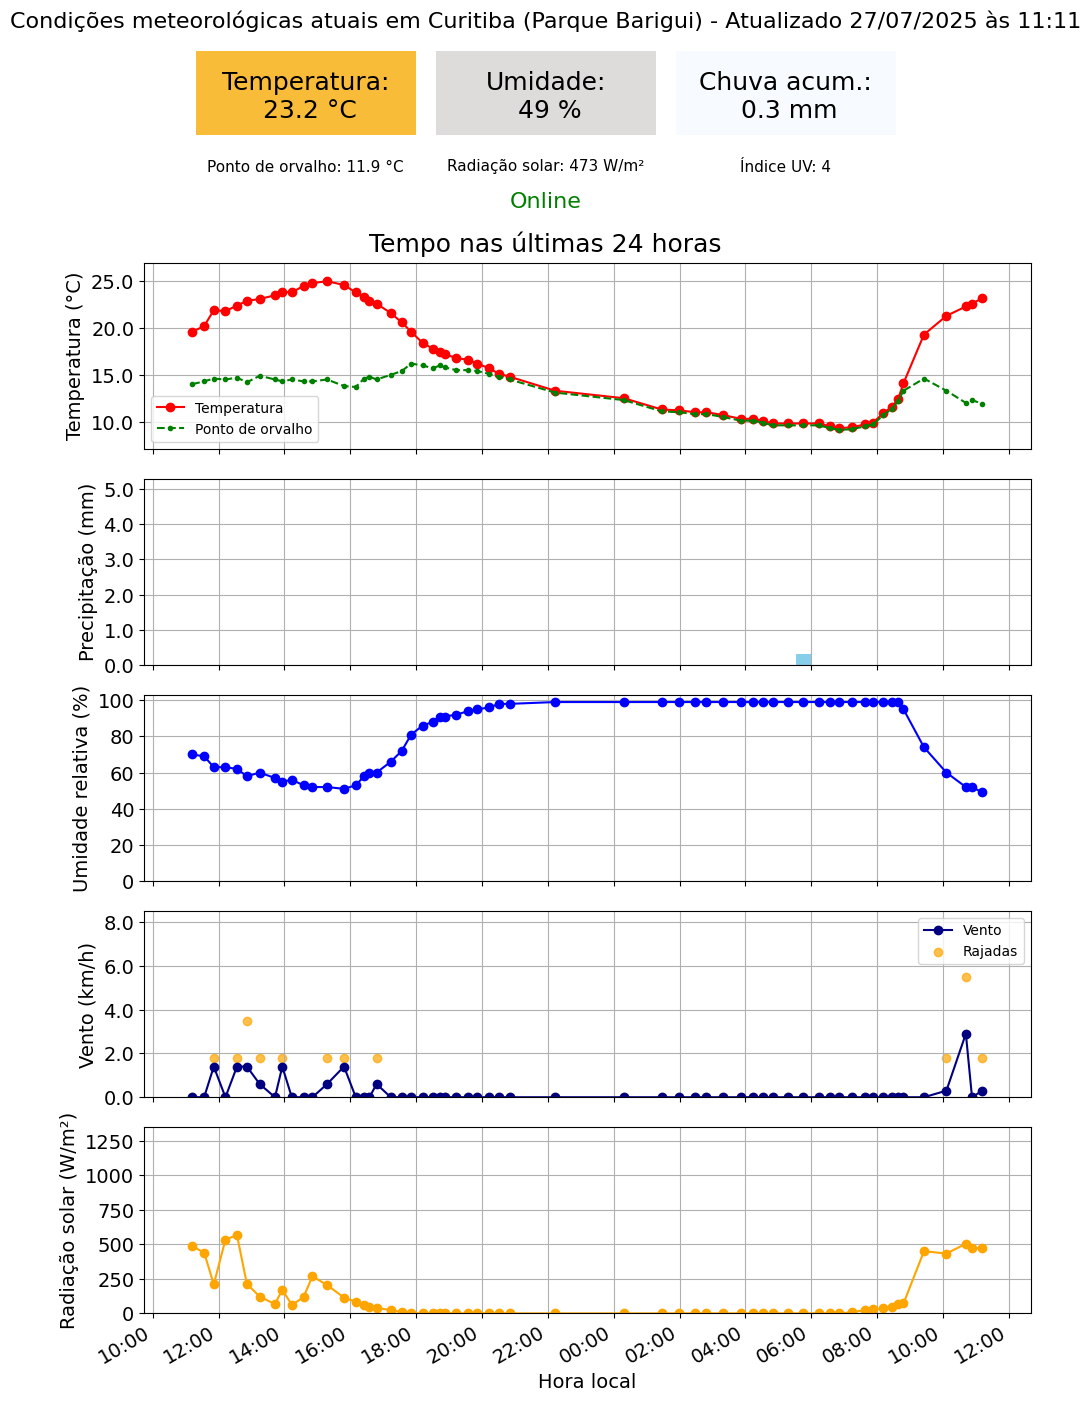 Condições meteorológicas atuais em Curitiba (Parque Barigui) - Atualizado 27/07/2025 às 11:11
Temperatura:
23.2 °C
Umidade:
49 %
Chuva acum.:
0.3 mm
Ponto de orvalho: 11.9 °C
Radiação solar: 473 W/m²
Índice UV: 4
Online
Tempo nas últimas 24 horas
Temperatura (°C)
25.0
20.0
15.0
10.0
Temperatura
Ponto de orvalho
Precipitação (mm)
5.0
4.0
3.0
2.0
1.0
0.0
Umidade relativa (%)
100
80
60
40
20
0
Vento (km/h)
8.0
6.0
4.0
2.0
0.0
Vento
Rajadas
Radiação solar (W/m²)
1250
1000
750
500
250
0
10:00
12:00
14:00
16:00
18:00
20:00
22:00
00:00
02:00
04:00
06:00
08:00
10:00
12:00
Hora local